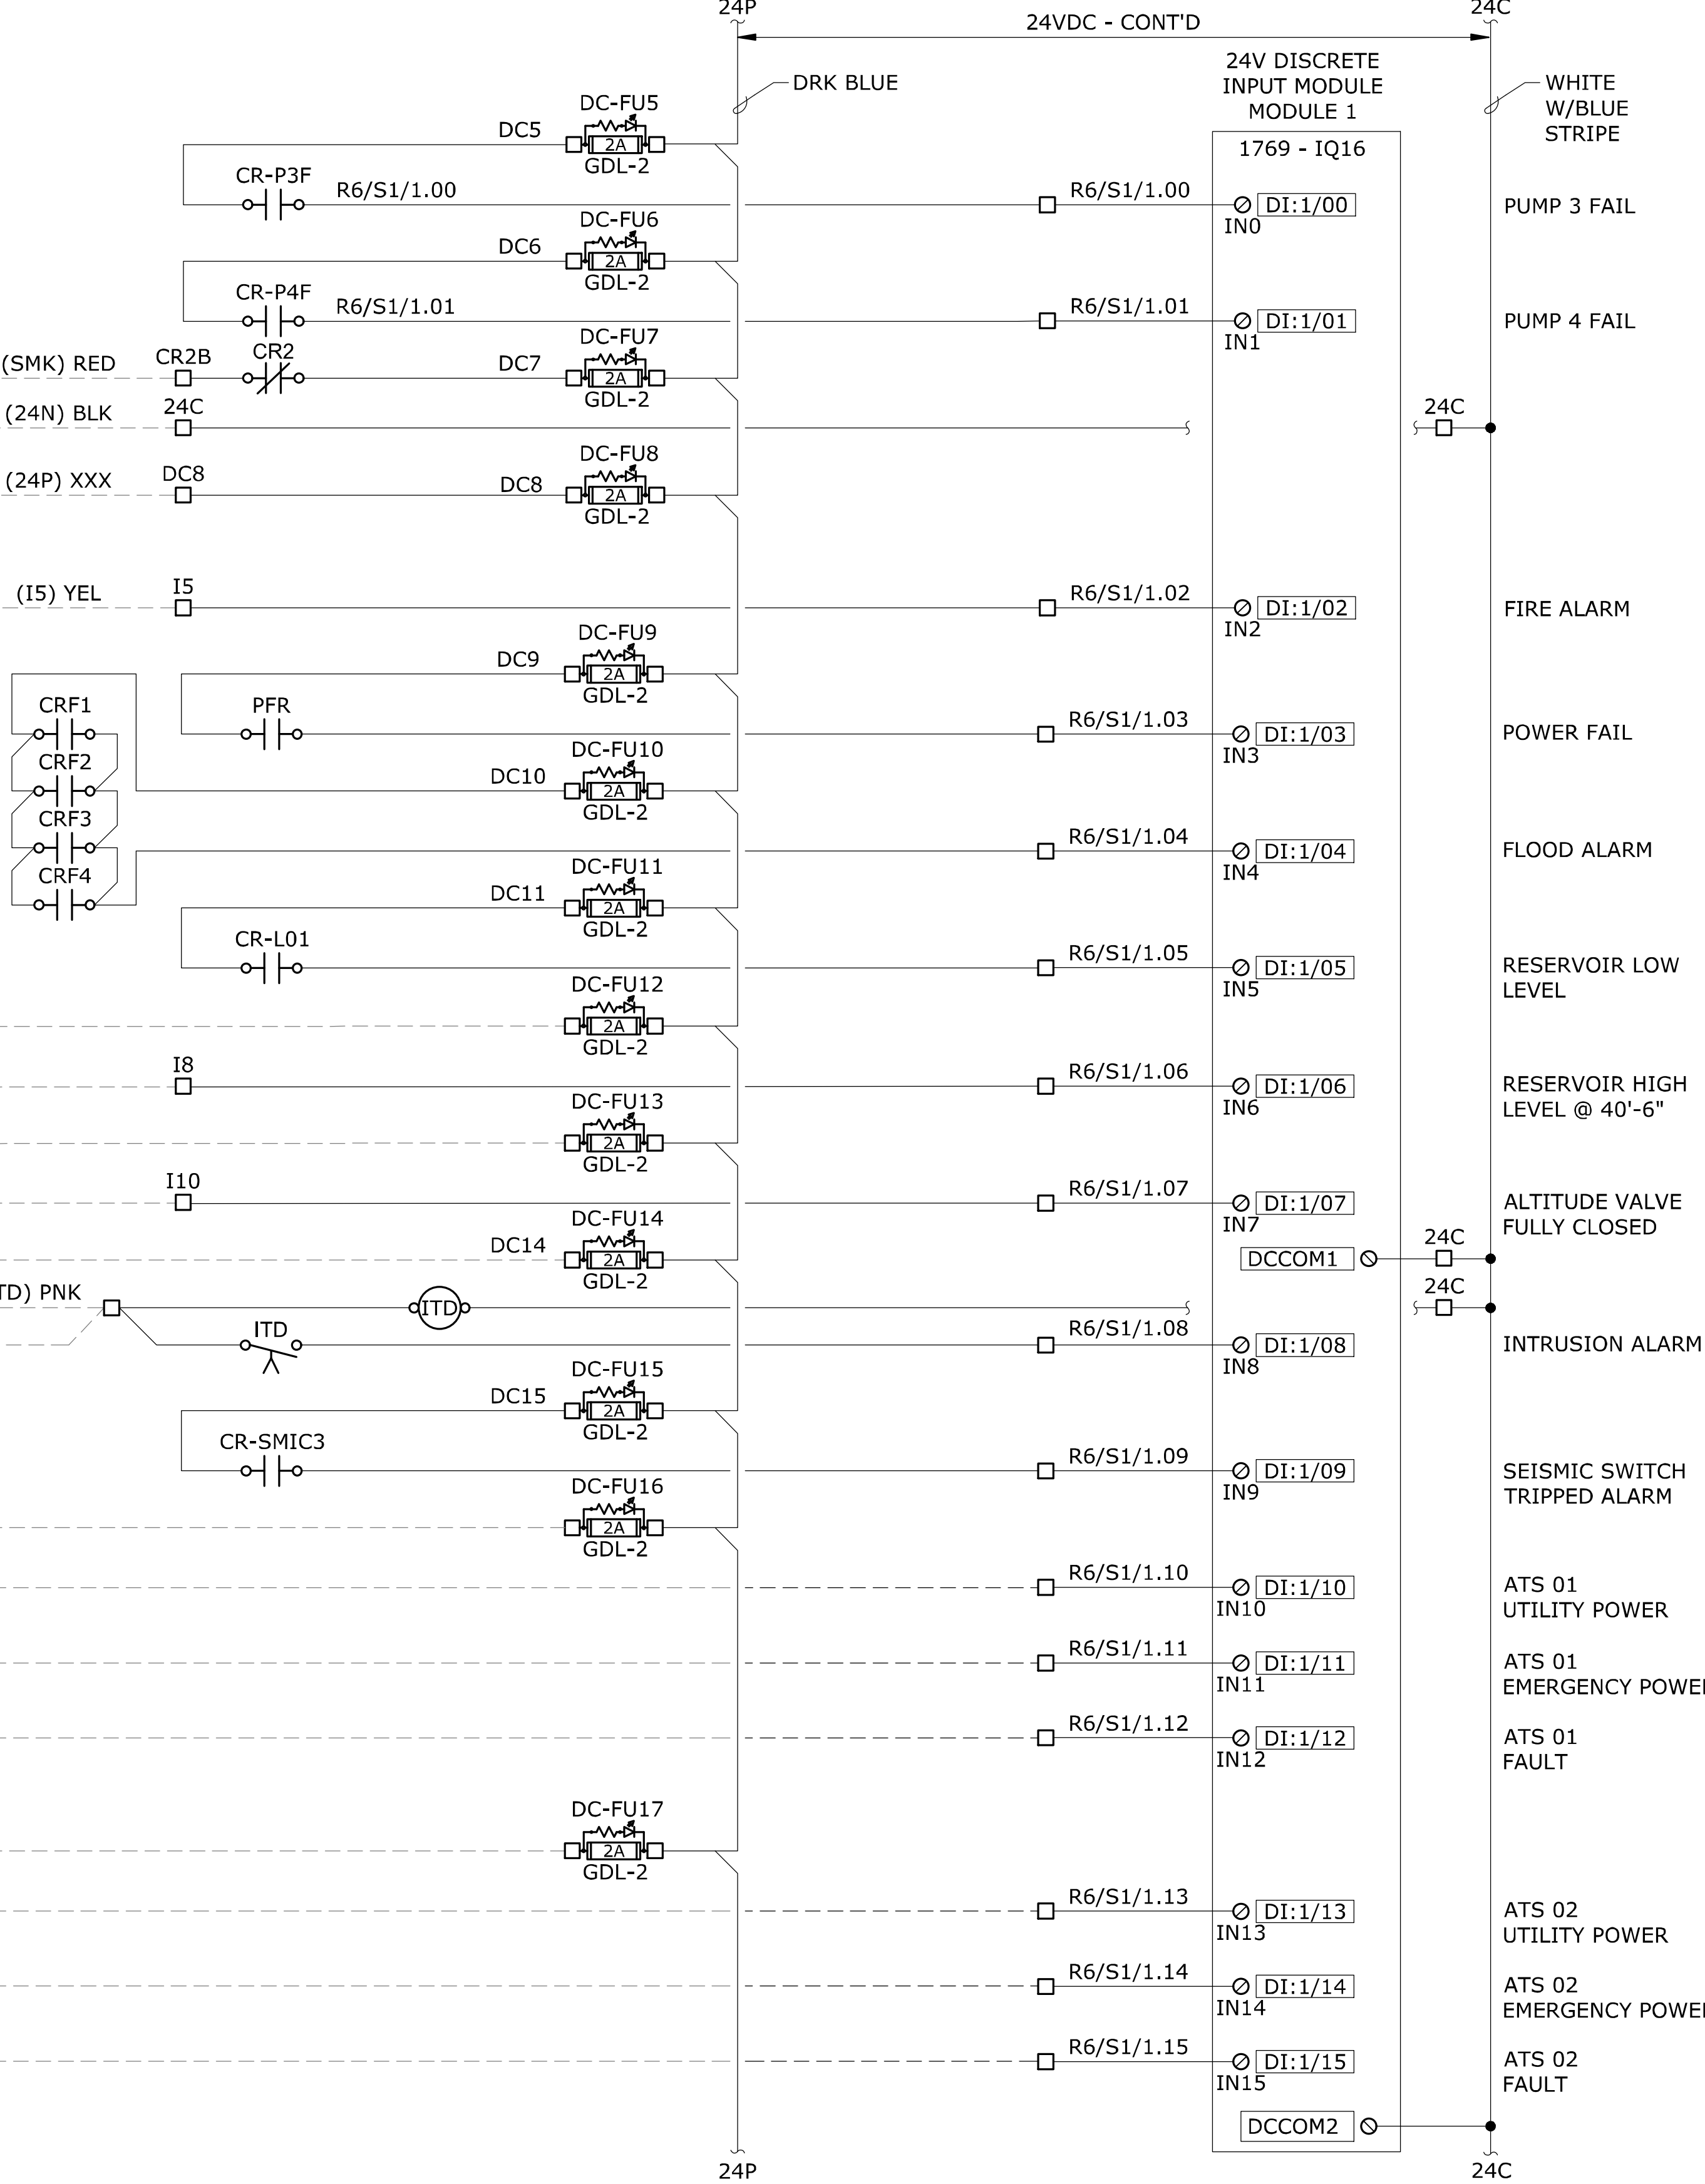 24P
24C
24VDC - CONT'D
DRK BLUE
24V DISCRETE
INPUT MODULE
MODULE 1
WHITE
W/BLUE
STRIPE
1769 - IQ16
DC-FU5
DC5
2A
GDL-2
CR-P3F
R6/S1/1.00
R6/S1/1.00
DI:1/00
IN0
PUMP 3 FAIL
DC-FU6
DC6
2A
GDL-2
CR-P4F
R6/S1/1.01
R6/S1/1.01
DI:1/01
IN1
PUMP 4 FAIL
DC-FU7
(SMK) RED
CR2B
CR2
DC7
2A
GDL-2
(24N) BLK
24C
24C
DC-FU8
(24P) XXX
DC8
DC8
2A
GDL-2
(I5) YEL
I5
R6/S1/1.02
DI:1/02
IN2
FIRE ALARM
DC-FU9
DC9
2A
GDL-2
CRF1
PFR
R6/S1/1.03
DI:1/03
IN3
POWER FAIL
CRF2
DC-FU10
DC10
2A
GDL-2
CRF3
R6/S1/1.04
DI:1/04
IN4
FLOOD ALARM
CRF4
DC-FU11
DC11
2A
GDL-2
CR-L01
R6/S1/1.05
DI:1/05
IN5
RESERVOIR LOW
LEVEL
DC-FU12
2A
GDL-2
I8
R6/S1/1.06
DI:1/06
IN6
RESERVOIR HIGH
LEVEL @ 40'-6"
DC-FU13
2A
GDL-2
I10
R6/S1/1.07
DI:1/07
IN7
ALTITUDE VALVE
FULLY CLOSED
DC-FU14
DC14
2A
GDL-2
DCCOM1
24C
TD) PNK
ITD
24C
ITD
R6/S1/1.08
DI:1/08
IN8
INTRUSION ALARM
DC-FU15
DC15
2A
GDL-2
CR-SMIC3
R6/S1/1.09
DI:1/09
IN9
SEISMIC SWITCH
TRIPPED ALARM
DC-FU16
2A
GDL-2
R6/S1/1.10
DI:1/10
IN10
ATS 01
UTILITY POWER
R6/S1/1.11
DI:1/11
IN11
ATS 01
EMERGENCY POWE
R6/S1/1.12
DI:1/12
IN12
ATS 01
FAULT
DC-FU17
2A
GDL-2
R6/S1/1.13
DI:1/13
IN13
ATS 02
UTILITY POWER
R6/S1/1.14
DI:1/14
IN14
ATS 02
EMERGENCY POWE
R6/S1/1.15
DI:1/15
IN15
ATS 02
FAULT
DCCOM2
24P
24C